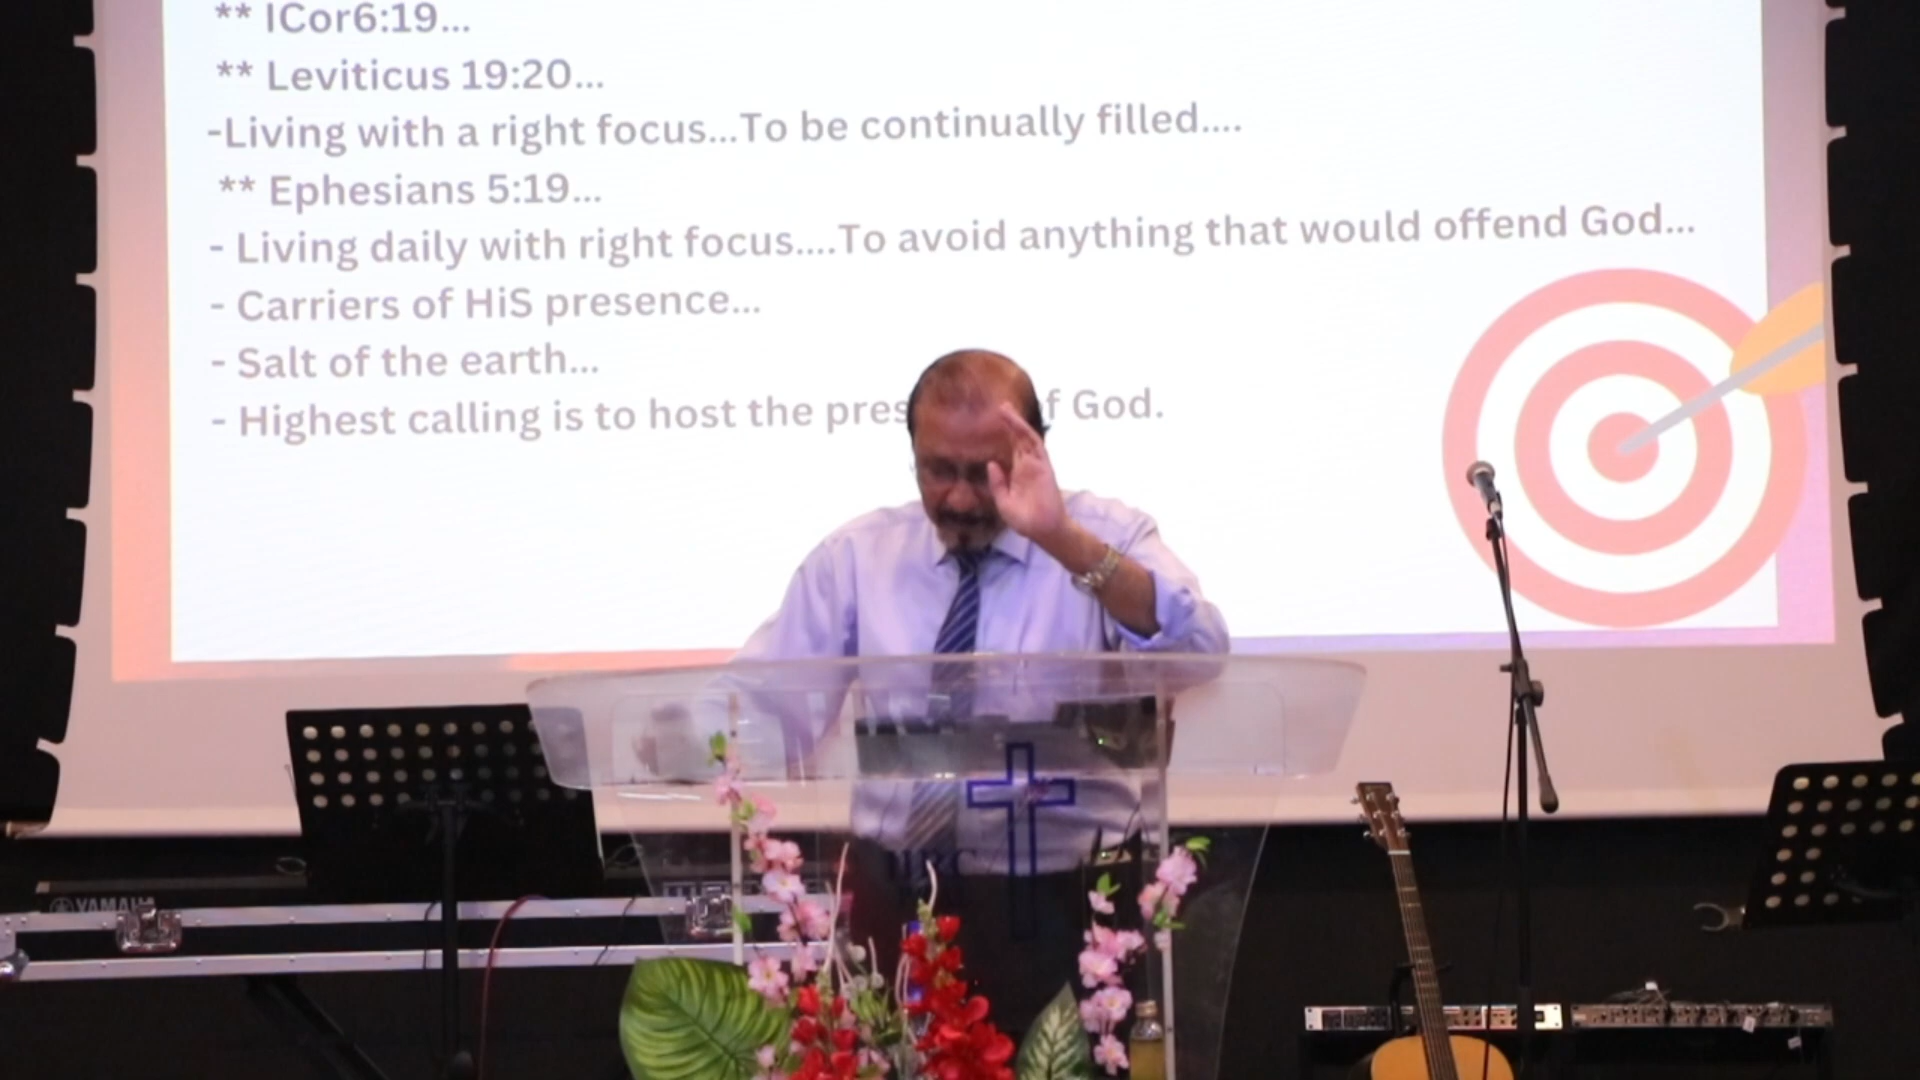 ** ICor6:19...
** Leviticus 19:20...
-Living with a right focus...To be continually filled....
** Ephesians 5:19...
- Living daily with right focus....To avoid anything that would offend God...
- Carriers of HiS presence...
- Salt of the earth...
- Highest calling is to host the pres f God.
YAMAHA